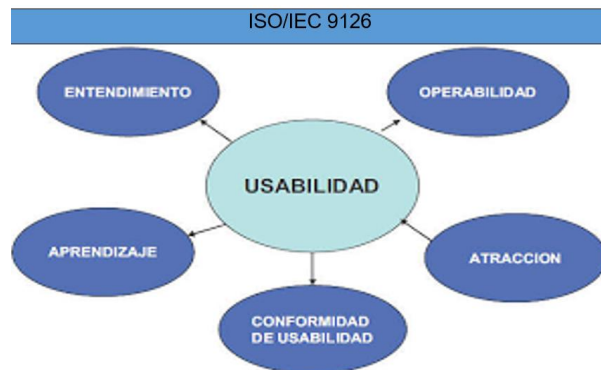 ISO/IEC 9126
ENTENDIMIENTO
OPERABILIDAD
USABILIDAD
APRENDIZAJE
ATRACCION
CONFORMIDAD
DE USABILIDAD